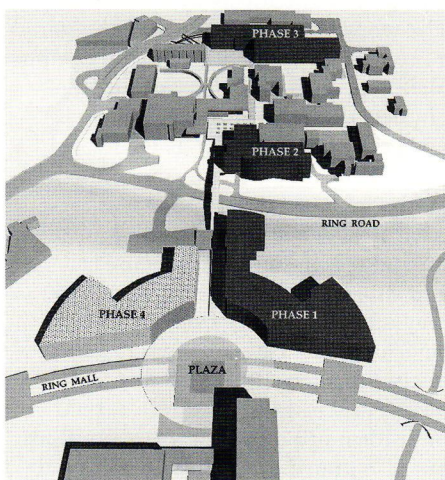 PHASE 3
PHASE 2
RING ROAD
PHASE 4
PHASE 1
PLAZA
RING MALL